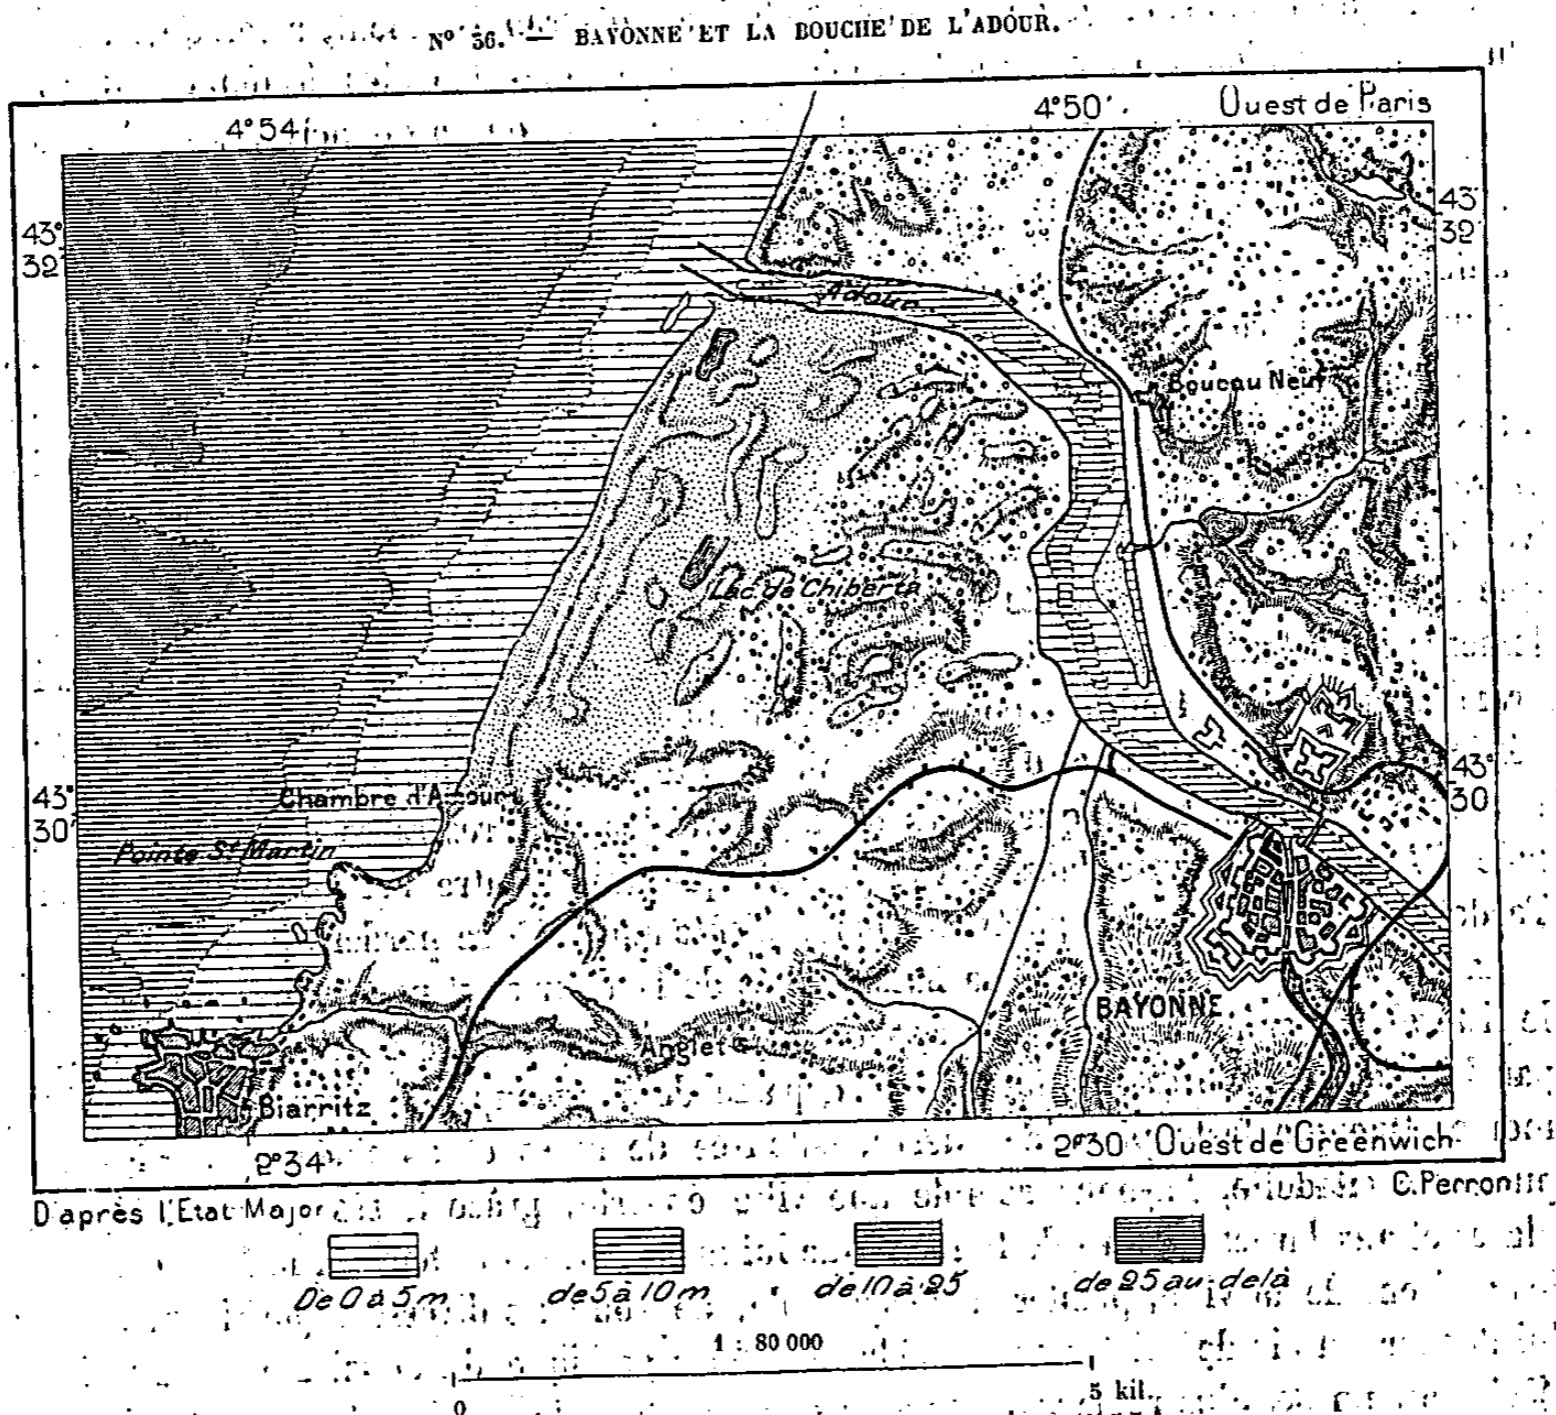 Nº 56. — BAYONNE ET LA BOUCHE DE L'ADOUR.
4°54'
4°50'
Ouest de Paris
43°
32'
43°
32'
Adour
Boucau Neuf
Lac de Chiberta
43°
30'
43°
30'
Chambre d'Amour
Pointe St Martin
BAYONNE
Anglet
Biarritz
2°34'
2°30'
Ouest de Greenwich
D'après l'Etat Major
C. Perron
De 0 à 5 m
de 5 à 10 m
de 10 à 25
de 25 au delà
1 : 80 000
0
5 kil.